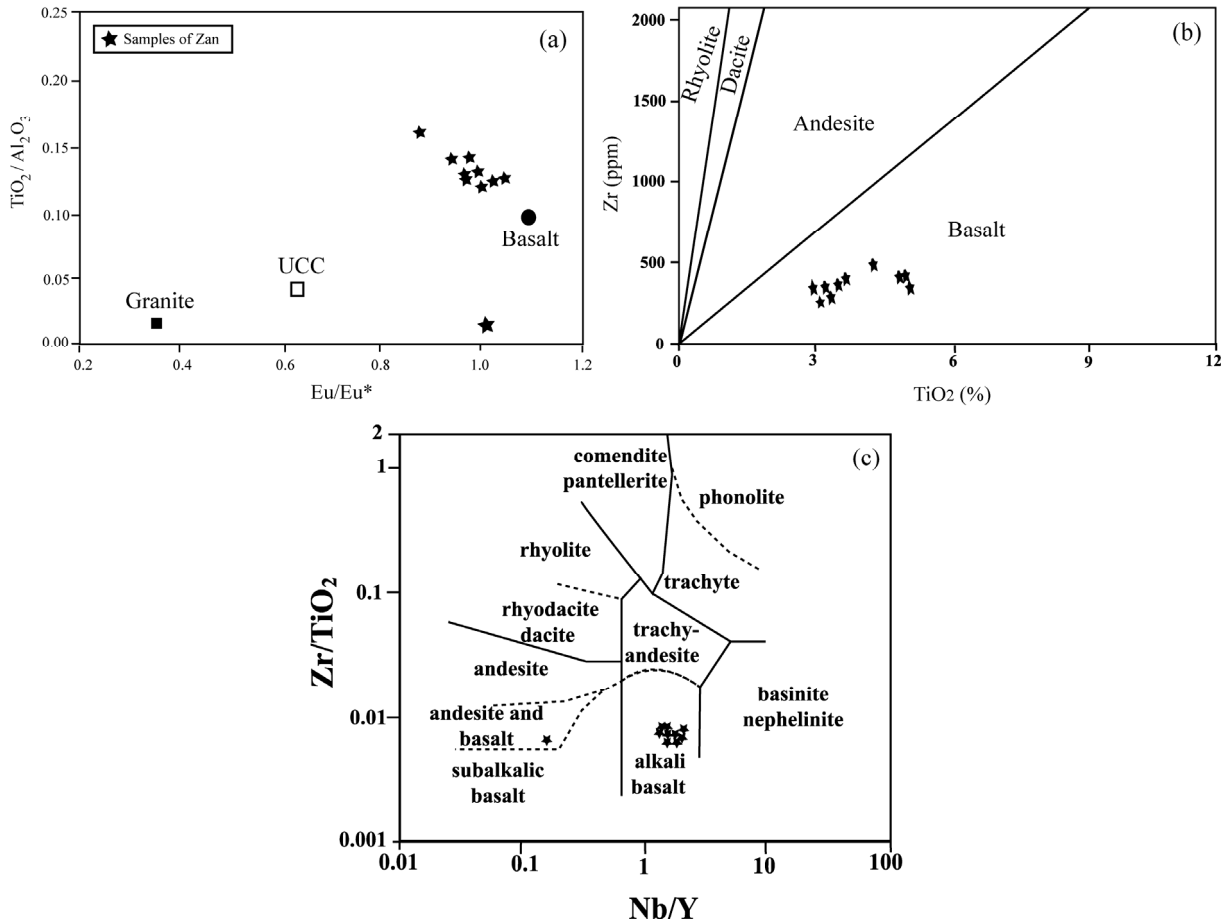 0.25
(a)
Samples of Zan
0.20
0.15
0.10
0.05
0.00
TiO₂ / Al₂O₃
Basalt
UCC
Granite
0.2
0.4
0.6
0.8
1.0
1.2
Eu/Eu*
2000
(b)
Rhyolite
Dacite
1500
Andesite
1000
Zr (ppm)
Basalt
500
0
0
3
6
9
12
TiO₂ (%)
2
(c)
comendite
pantellerite
1
phonolite
rhyolite
trachyte
0.1
rhyodacite
dacite
trachy-
andesite
andesite
Zr/TiO₂
basinite
nephelinite
0.01
andesite and
basalt
alkali
basalt
subalkalic
basalt
0.001
0.01
0.1
1
10
100
Nb/Y